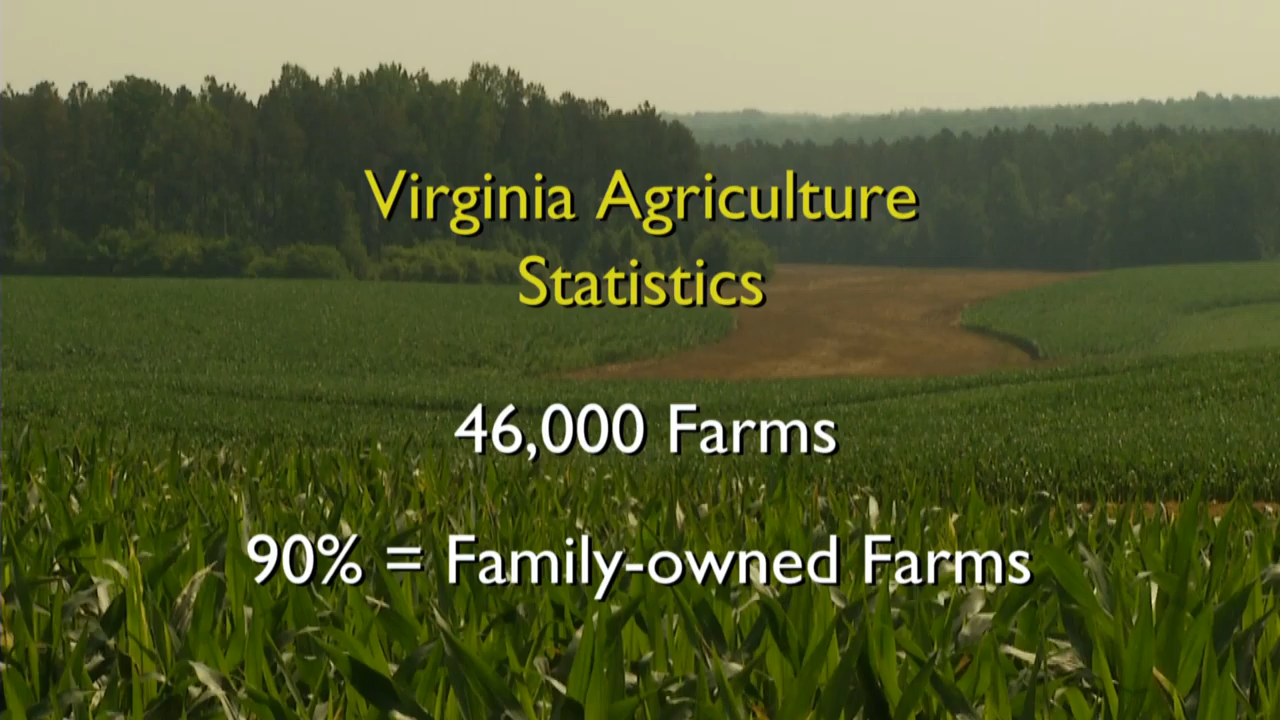 Virginia Agriculture
Statistics
46,000 Farms
90% = Family-owned Farms